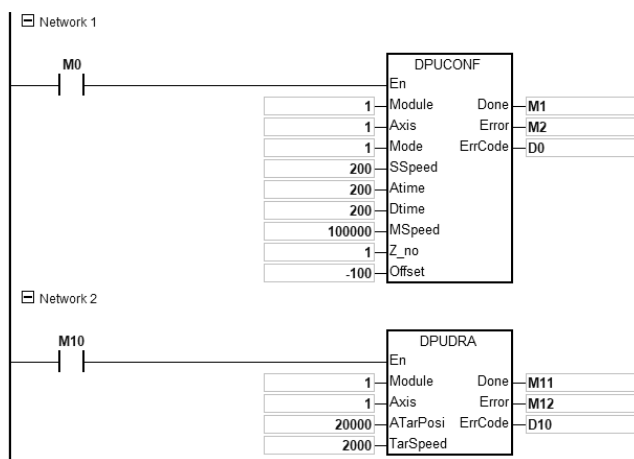 Network 1
M0
DPUCONF
En
1 Module Done M1
1 Axis Error M2
1 Mode ErrCode D0
200 SSpeed
200 Atime
200 Dtime
100000 MSpeed
1 Z_no
-100 Offset
Network 2
M10
DPUDRA
En
1 Module Done M11
1 Axis Error M12
20000 ATarPosi ErrCode D10
2000 TarSpeed